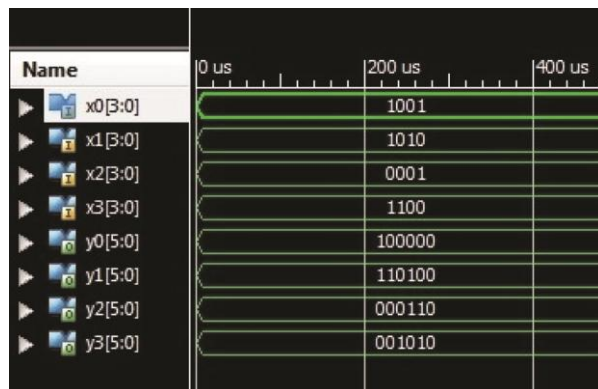 Name 0 us 200 us 400 us
x0[3:0] 1001
x1[3:0] 1010
x2[3:0] 0001
x3[3:0] 1100
y0[5:0] 100000
y1[5:0] 110100
y2[5:0] 000110
y3[5:0] 001010